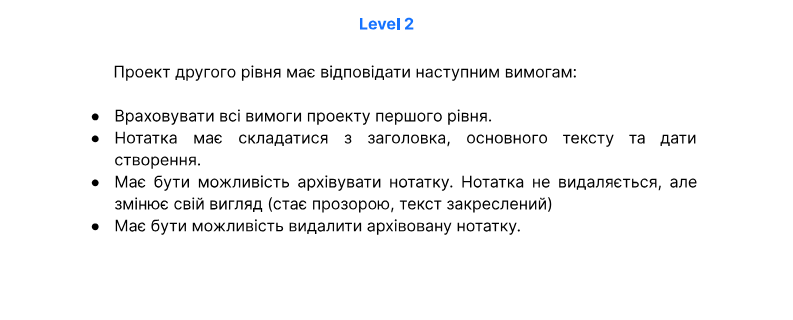 Level 2
Проект другого рівня має відповідати наступним вимогам:
● Враховувати всі вимоги проекту першого рівня.
● Нотатка має складатися з заголовка, основного тексту та дати
створення.
● Має бути можливість архівувати нотатку. Нотатка не видаляється, але
змінює свій вигляд (стає прозорою, текст закреслений)
● Має бути можливість видалити архівовану нотатку.